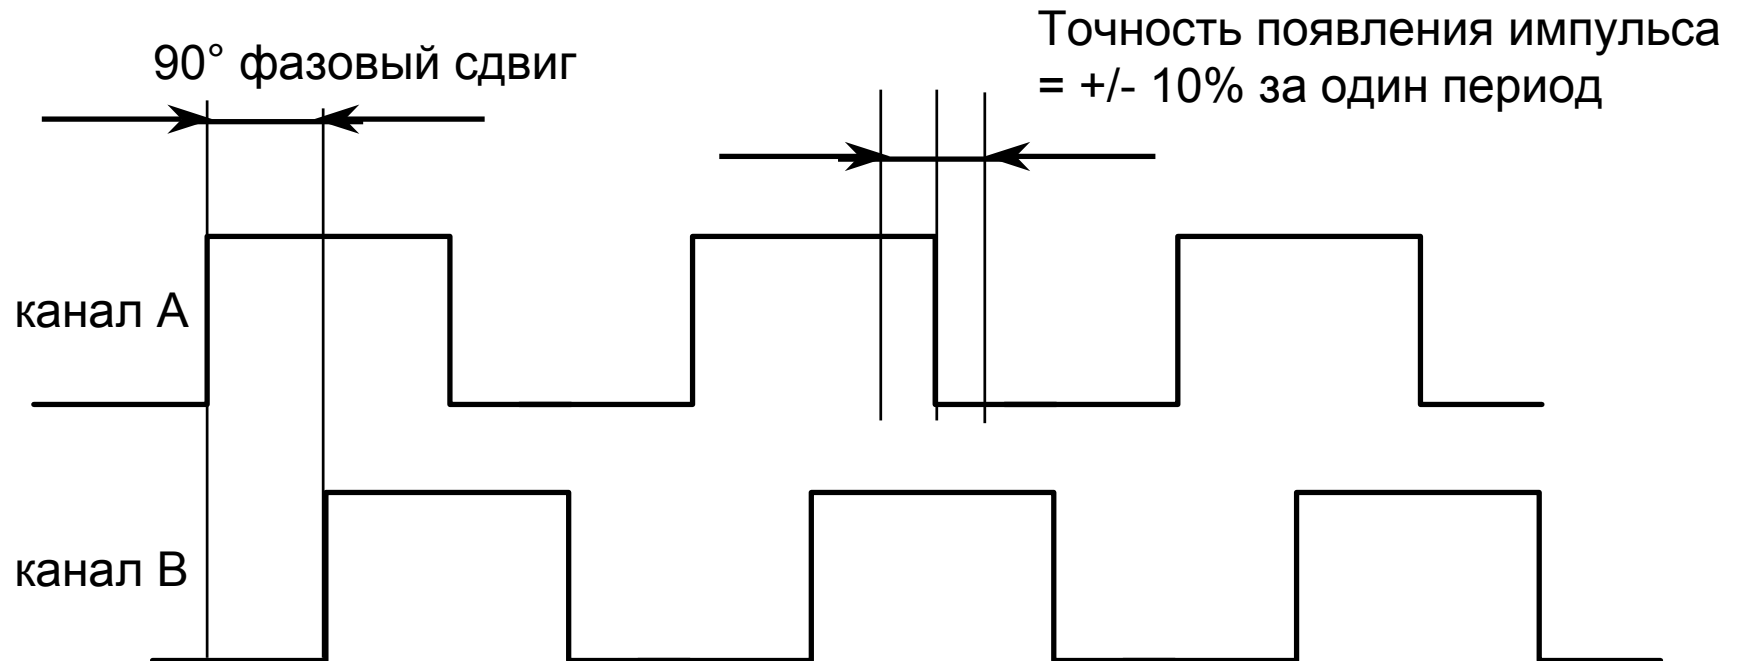 90° фазовый сдвиг
Точность появления импульса
= +/- 10% за один период
канал A
канал B